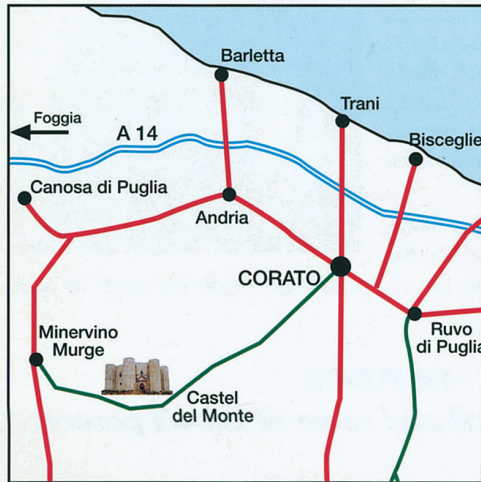 Barletta
Trani
Foggia
A 14
Bisceglie
Canosa di Puglia
Andria
CORATO
Minervino
Murge
Ruvo
di Puglia
Castel
del Monte